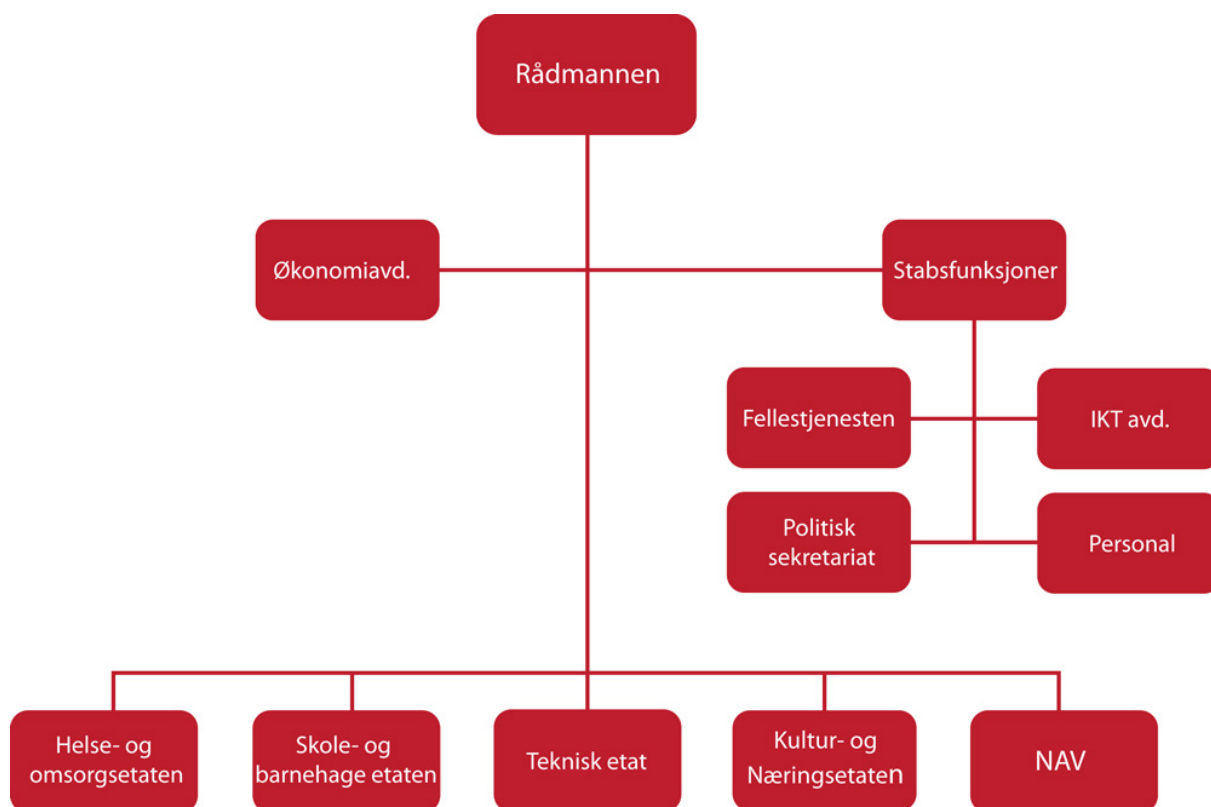 Rådmannen
Økonomiavd.
Stabsfunksjoner
Fellestjenesten
IKT avd.
Politisk
sekretariat
Personal
Helse- og
omsorgsetaten
Skole- og
barnehage etaten
Teknisk etat
Kultur- og
Næringsetaten
NAV